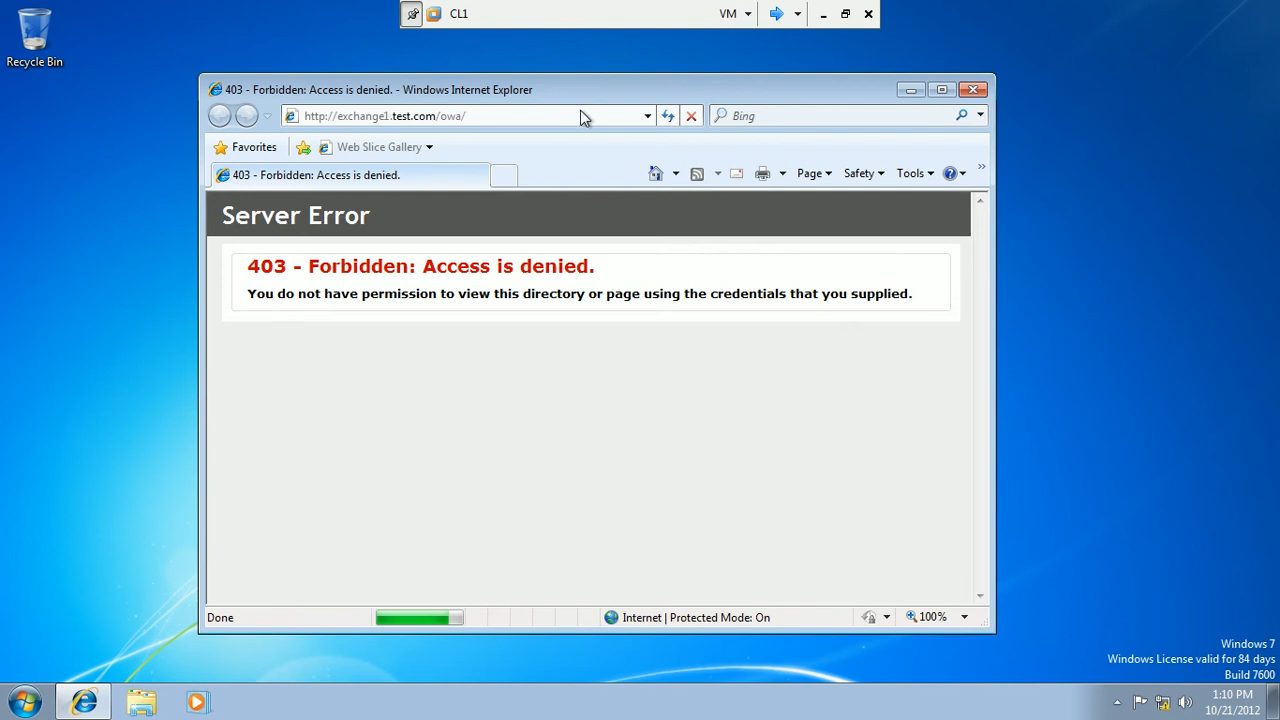 CL1
VM
Recycle Bin
403 - Forbidden: Access is denied. - Windows Internet Explorer
http://exchange1.test.com/owa/
Bing
Favorites
Web Slice Gallery
403 - Forbidden: Access is denied.
Page
Safety
Tools
»
Server Error
403 - Forbidden: Access is denied.
You do not have permission to view this directory or page using the credentials that you supplied.
Done
Internet | Protected Mode: On
100%
Windows 7
Windows License valid for 84 days
Build 7600
1:10 PM
10/21/2012